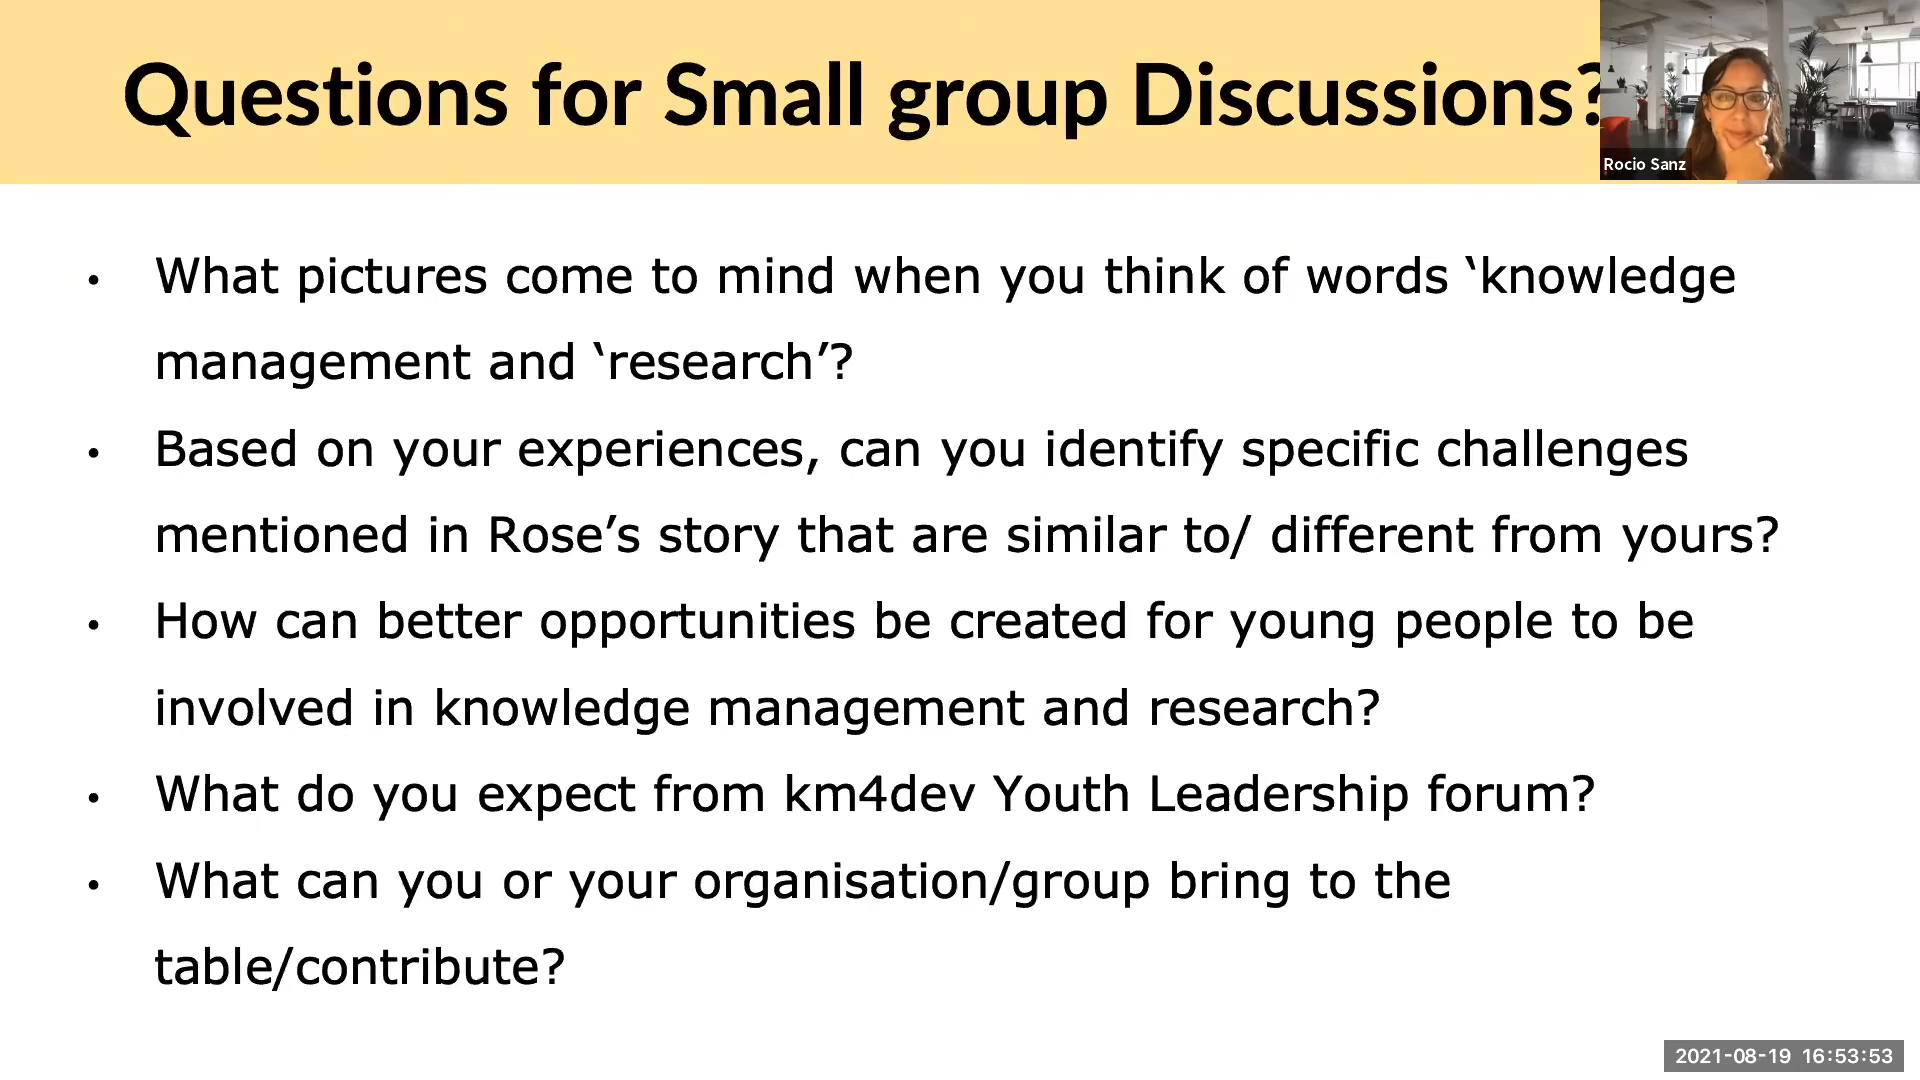 Questions for Small group Discussions?
Rocio Sanz
• What pictures come to mind when you think of words ‘knowledge
management and ‘research’?
• Based on your experiences, can you identify specific challenges
mentioned in Rose’s story that are similar to/ different from yours?
• How can better opportunities be created for young people to be
involved in knowledge management and research?
• What do you expect from km4dev Youth Leadership forum?
• What can you or your organisation/group bring to the
table/contribute?
2021-08-19 16:53:53